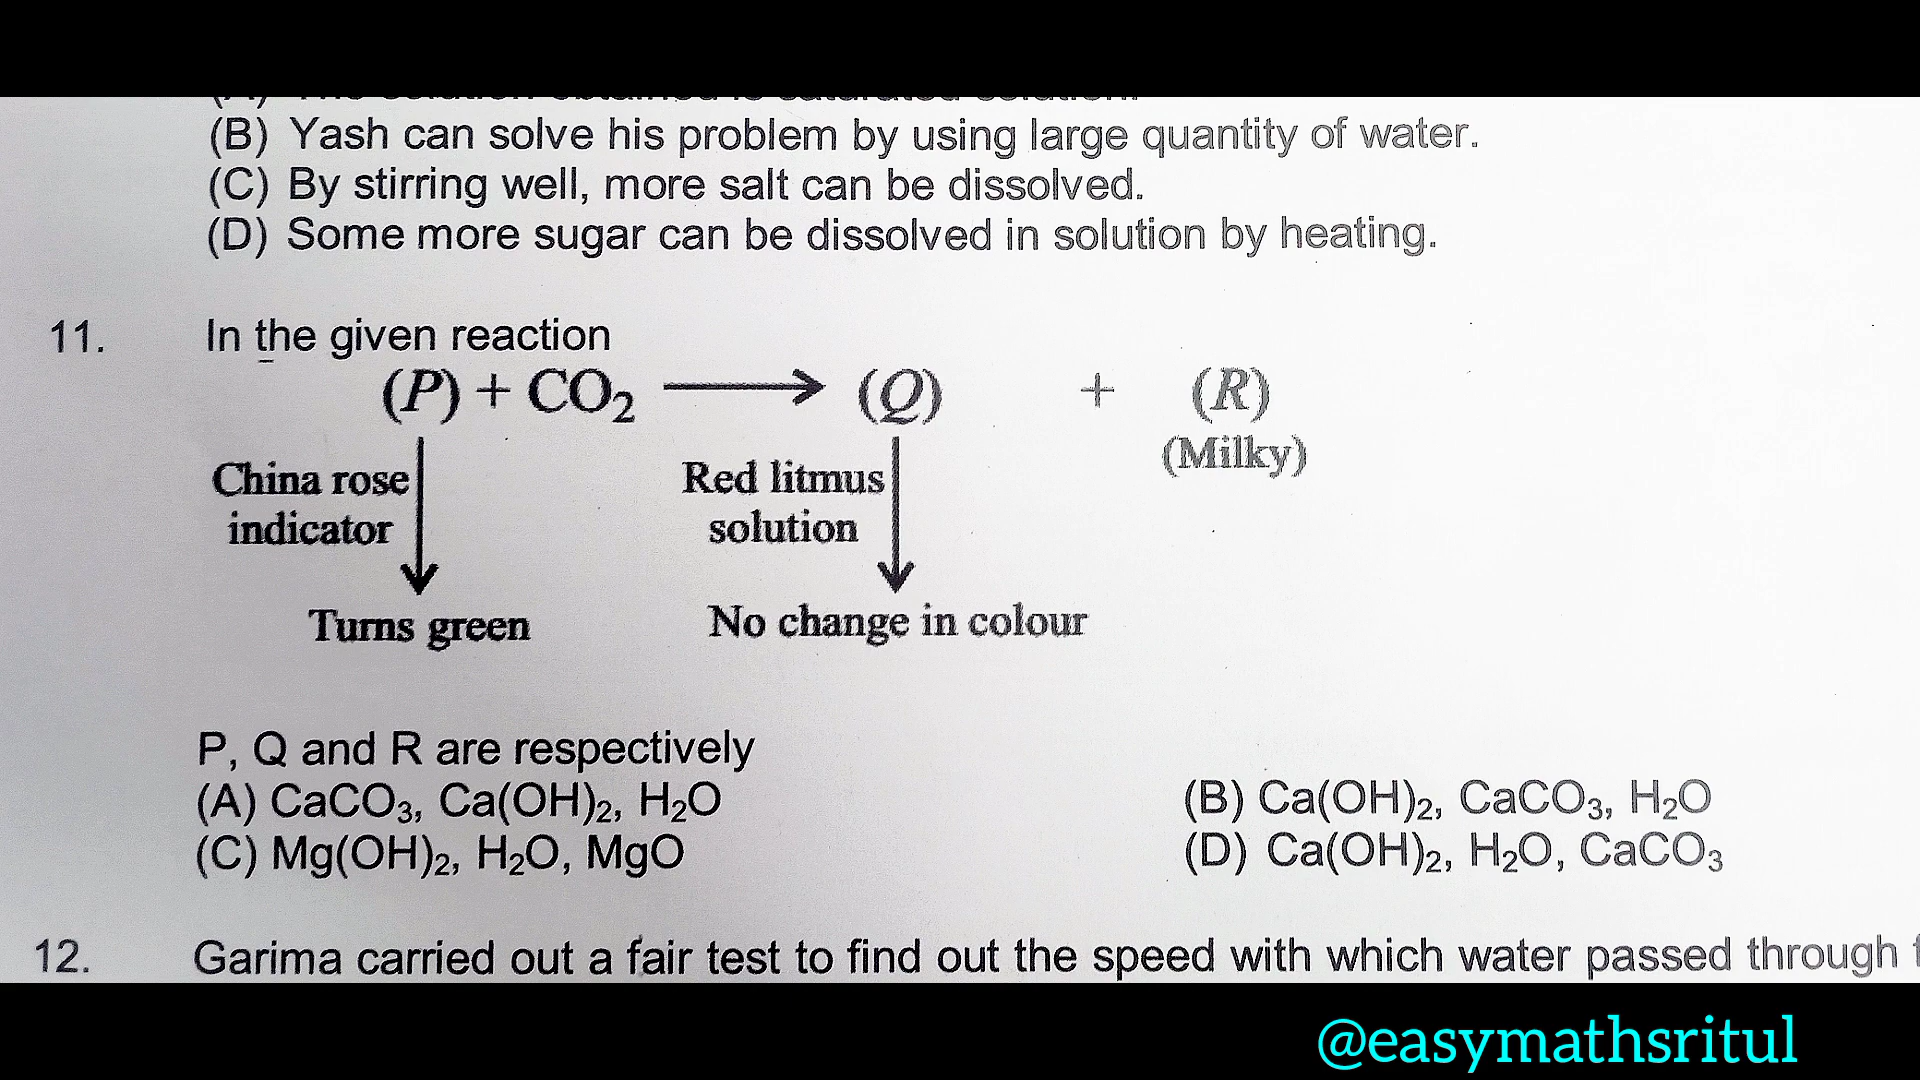 (B) Yash can solve his problem by using large quantity of water.
(C) By stirring well, more salt can be dissolved.
(D) Some more sugar can be dissolved in solution by heating.
11. In the given reaction
(P) + CO₂ ⟶ (Q) + (R)
(Milky)
China rose indicator
Red litmus solution
Turns green
No change in colour
P, Q and R are respectively
(A) CaCO₃, Ca(OH)₂, H₂O (B) Ca(OH)₂, CaCO₃, H₂O
(C) Mg(OH)₂, H₂O, MgO (D) Ca(OH)₂, H₂O, CaCO₃
12. Garima carried out a fair test to find out the speed with which water passed through
@easymathsritul